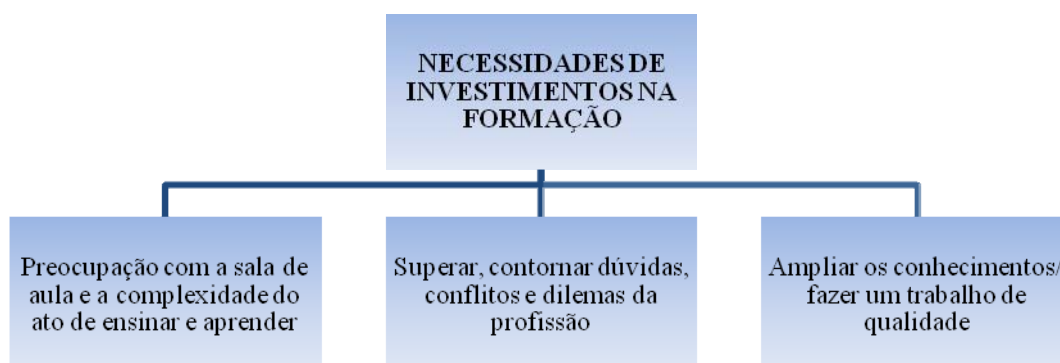 NECESSIDADES DE
INVESTIMENTOS NA
FORMAÇÃO
Preocupação com a sala de
aula e a complexidade do
ato de ensinar e aprender
Superar, contornar dúvidas,
conflitos e dilemas da
profissão
Ampliar os conhecimentos/
fazer um trabalho de
qualidade